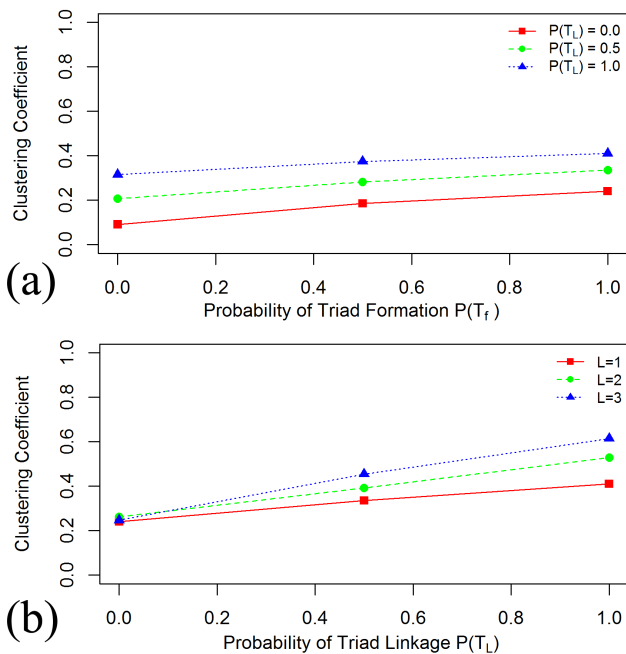 P(T_L) = 0.0
P(T_L) = 0.5
P(T_L) = 1.0
Clustering Coefficient
1.0
0.8
0.6
0.4
0.2
0.0
0.0 0.2 0.4 0.6 0.8 1.0
Probability of Triad Formation P(T_f )
(a)
L=1
L=2
L=3
Clustering Coefficient
1.0
0.8
0.6
0.4
0.2
0.0
0.0 0.2 0.4 0.6 0.8 1.0
Probability of Triad Linkage P(T_L)
(b)